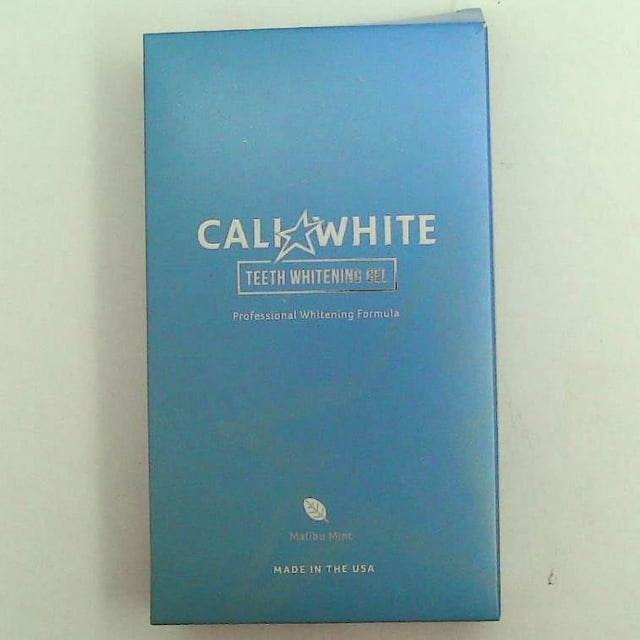 CALI WHITE
TEETH WHITENING GEL
Professional Whitening Formula
Malibu Mint
MADE IN THE USA